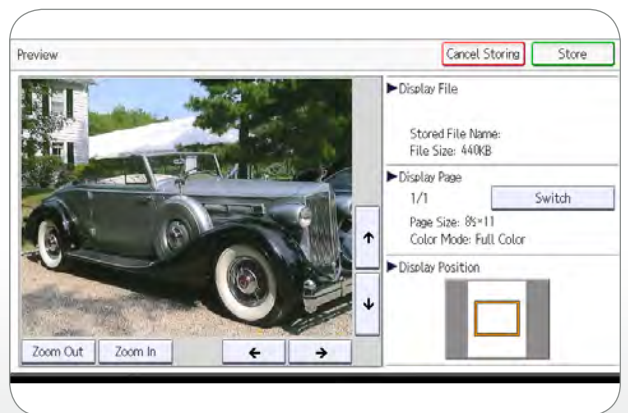 Preview
Cancel Storing
Store
Display File
Stored File Name:
File Size: 440KB
Display Page
1/1
Switch
Page Size: 8½×11
Color Mode: Full Color
Display Position
Zoom Out
Zoom In